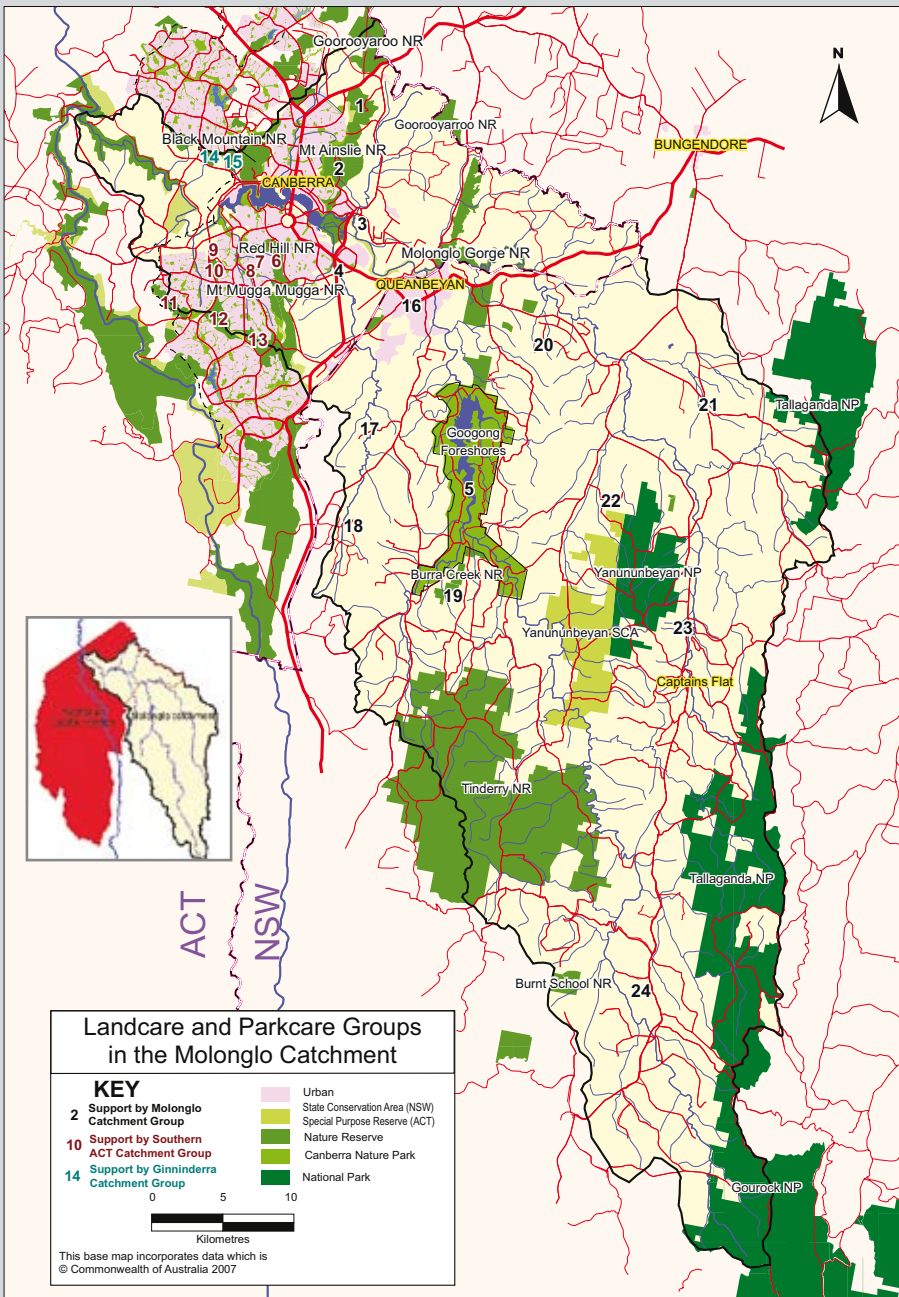 Goorooyaroo NR
N
1
Goorooyarroo NR
Black Mountain NR
BUNGENDORE
14 15
Mt Ainslie NR
2
CANBERRA
3
9
Red Hill NR
Molonglo Gorge NR
7 6
10 8
4
QUEANBEYAN
Mt Mugga Mugga NR
11
16
12
13
20
21
Tallaganda NP
17
Googong
Foreshores
5
22
18
Burra Creek NR
19
Yanununbeyan NP
Yanununbeyan SCA
23
Captains Flat
Molonglo catchment
Tinderry NR
Tallaganda NP
ACT
NSW
Burnt School NR
24
Gourock NP
Landcare and Parkcare Groups
in the Molonglo Catchment
KEY
2 Support by Molonglo
Catchment Group
10 Support by Southern
ACT Catchment Group
14 Support by Ginninderra
Catchment Group
Urban
State Conservation Area (NSW)
Special Purpose Reserve (ACT)
Nature Reserve
Canberra Nature Park
National Park
0 5 10
Kilometres
This base map incorporates data which is
© Commonwealth of Australia 2007